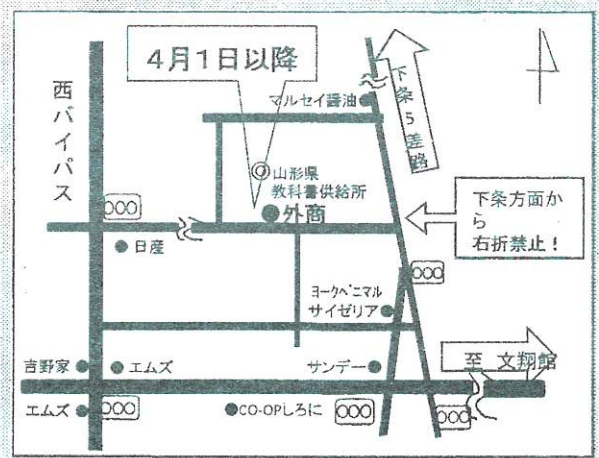 4月1日以降
西バイパス
下条5差路
マルセイ醤油
◎山形県
教科書供給所
●外商
下条方面か
ら
右折禁止！
日産
ヨークベニマル
サイゼリア
至 文翔館
吉野家
エムズ
サンデー
エムズ
CO-OPしろに